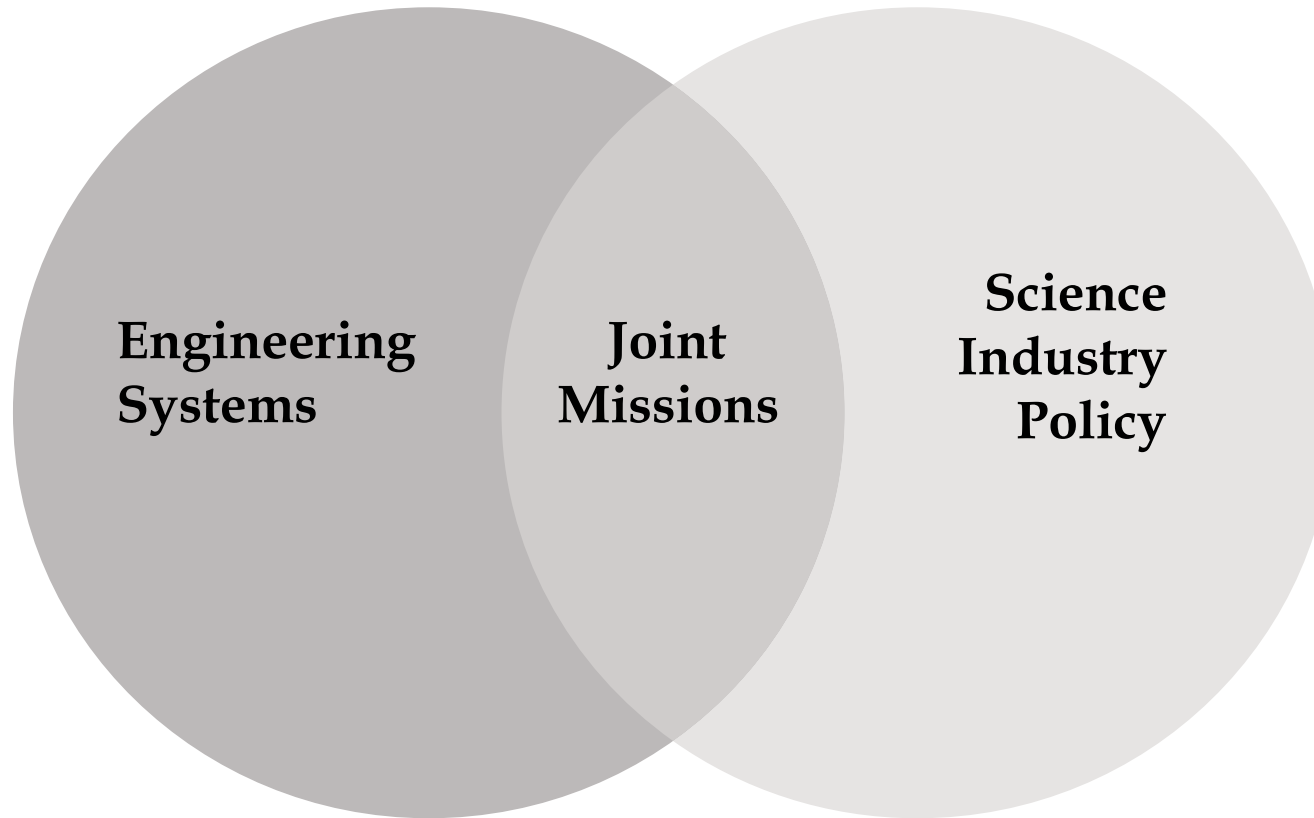 Engineering
Systems
Joint
Missions
Science
Industry
Policy